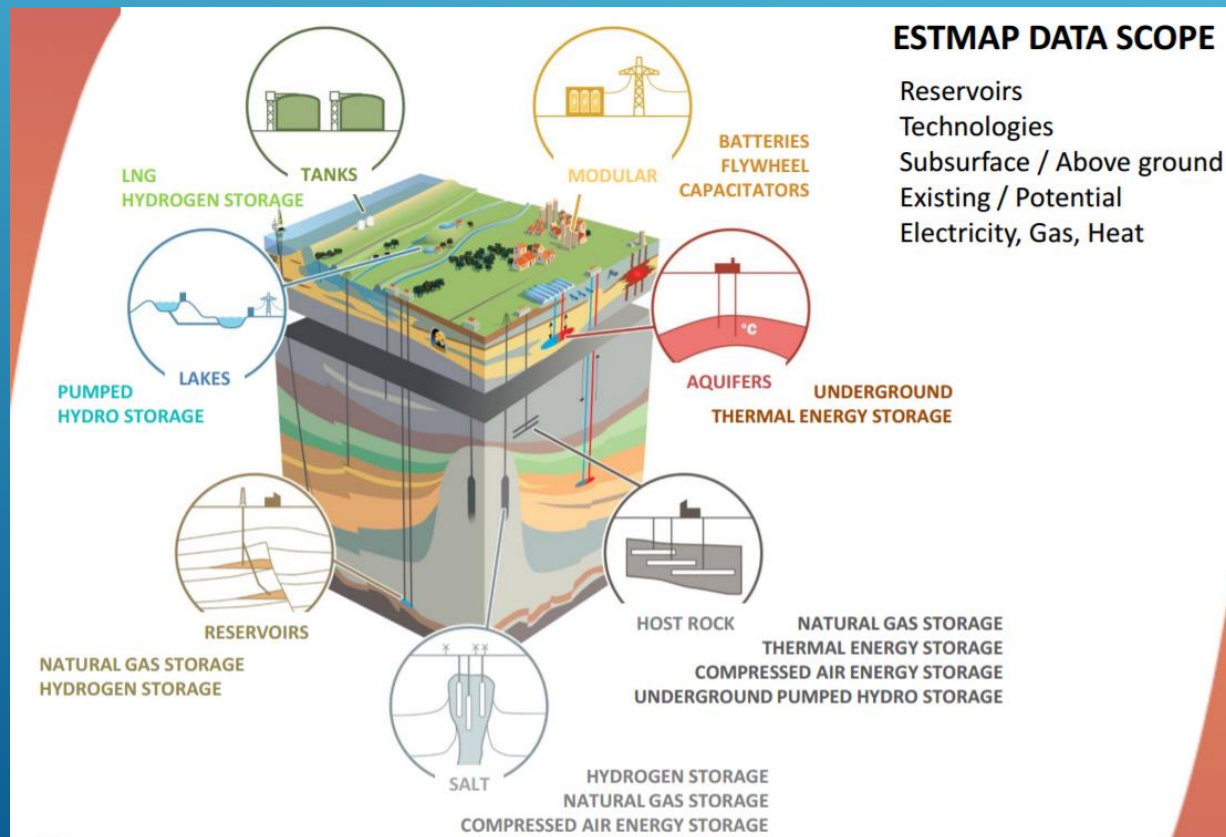 ESTMAP DATA SCOPE
Reservoirs
Technologies
Subsurface / Above ground
Existing / Potential
Electricity, Gas, Heat
TANKS
LNG
HYDROGEN STORAGE
MODULAR
BATTERIES
FLYWHEEL
CAPACITATORS
LAKES
PUMPED
HYDRO STORAGE
°C
AQUIFERS
UNDERGROUND
THERMAL ENERGY STORAGE
RESERVOIRS
NATURAL GAS STORAGE
HYDROGEN STORAGE
HOST ROCK
NATURAL GAS STORAGE
THERMAL ENERGY STORAGE
COMPRESSED AIR ENERGY STORAGE
UNDERGROUND PUMPED HYDRO STORAGE
SALT
HYDROGEN STORAGE
NATURAL GAS STORAGE
COMPRESSED AIR ENERGY STORAGE